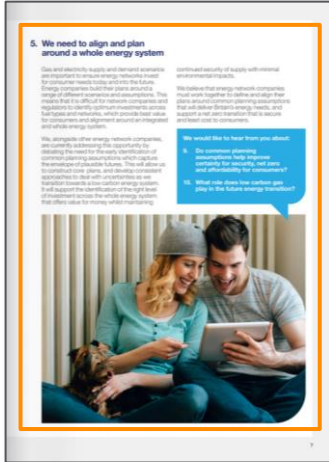 5. We need to align and plan
around a whole energy system
Gas and electricity supply and demand scenarios
are important to ensure energy networks invest
for consumer needs today and into the future.
Energy companies build their plans around a
range of different scenarios and assumptions. This
means that it is difficult for network companies and
regulators to identify optimum investments across
fuel types and networks, which provide best value
for consumers and alignment around an integrated
and whole energy system.
We, alongside other energy network companies,
are currently addressing this opportunity by
debating the need for the early identification of
common planning assumptions which capture
the envelope of plausible futures. This will allow us
to construct core plans, and develop consistent
approaches to deal with uncertainties as we
transition towards a low carbon energy system.
It will support the identification of the right level
of investment across the whole energy system
that offers value for money whilst maintaining
continued security of supply with minimal
environmental impacts.
We believe that energy network companies
must work together to define and align their
plans around common planning assumptions
that will deliver Britain's energy needs, and
support a net zero transition that is secure
and least cost to consumers.
We would like to hear from you about:
9. Do common planning
assumptions help improve
certainty for security, net zero
and affordability for consumers?
10. What role does low carbon gas
play in the future energy transition?
7